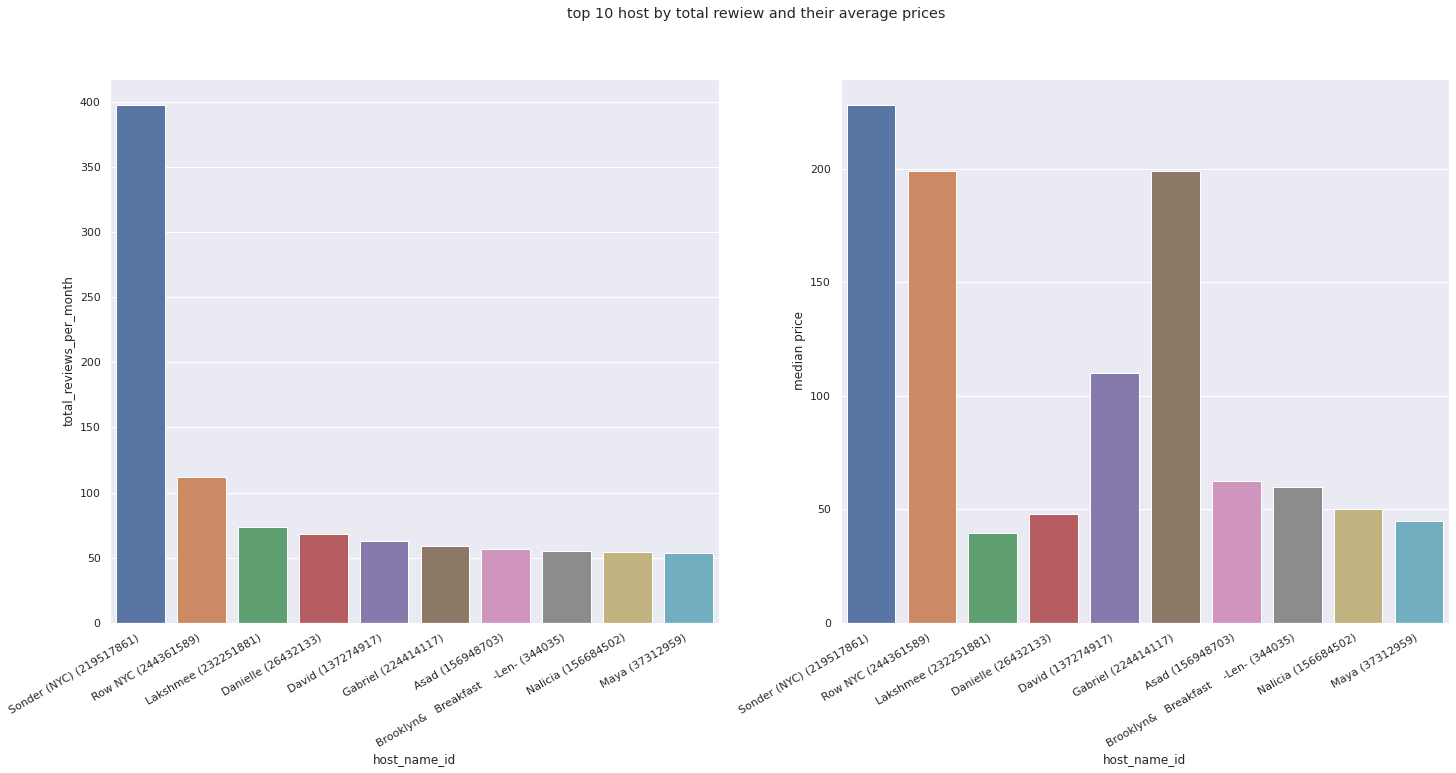 top 10 host by total rewiew and their average prices
total_reviews_per_month
400
350
300
250
200
150
100
50
0
Sonder (NYC) (219517861)
Row NYC (244361589)
Lakshmee (232251881)
Danielle (26432133)
David (137274917)
Gabriel (224414117)
Asad (156948703)
Brooklyn&   Breakfast    -Len- (344035)
Nalicia (156684502)
Maya (37312959)
host_name_id
median price
200
150
100
50
0
Sonder (NYC) (219517861)
Row NYC (244361589)
Lakshmee (232251881)
Danielle (26432133)
David (137274917)
Gabriel (224414117)
Asad (156948703)
Brooklyn&   Breakfast    -Len- (344035)
Nalicia (156684502)
Maya (37312959)
host_name_id